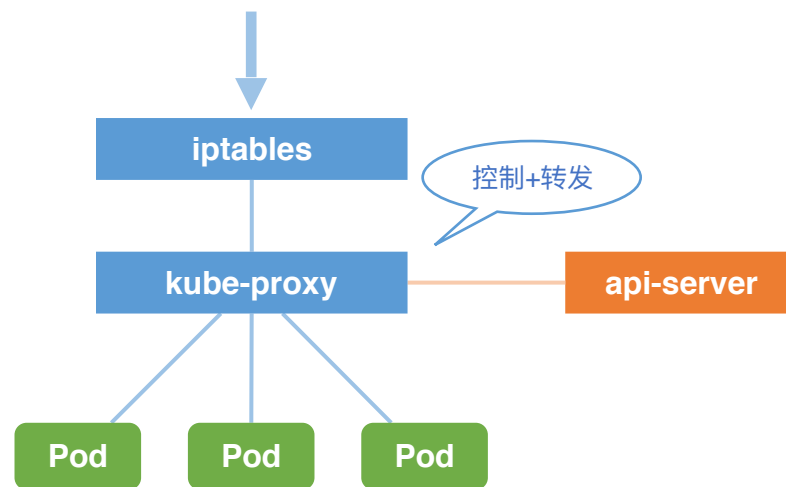 iptables
控制+转发
kube-proxy
api-server
Pod
Pod
Pod